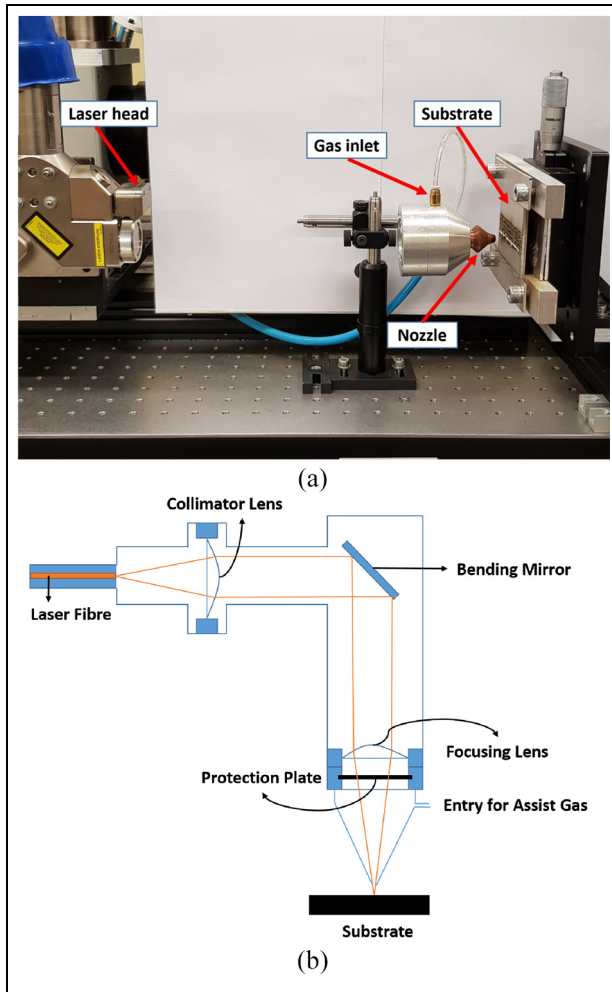 Laser head
Gas inlet
Substrate
Nozzle
(a)
Collimator Lens
Bending Mirror
Laser Fibre
Focusing Lens
Protection Plate
Entry for Assist Gas
Substrate
(b)